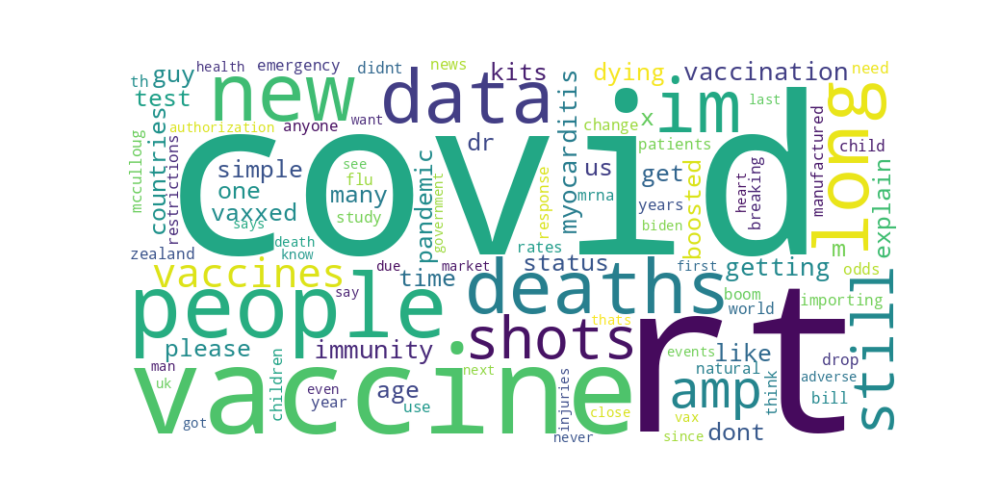 covid
rt
vaccine
people
new
data
im
long
deaths
shots
still
vaccines
amp
guy
health
emergency
didnt
news
kits
dying
vaccination
need
th
test
authorization
anyone
want
dr
myocarditis
change
x
last
mcculloug
countries
restrictions
simple
one
vaxxed
says
see
flu
many
study
pandemic
government
response
mrna
us
get
patients
years
biden
boosted
heart
breaking
manufactured
child
explain
m
zealand
death
know
due
say
market
time
rates
status
first
getting
odds
boom
world
importing
thats
please
man
uk
children
immunity
even
year
age
use
next
got
injuries
never
close
events
like
natural
vax
since
dont
think
drop
adverse
bill